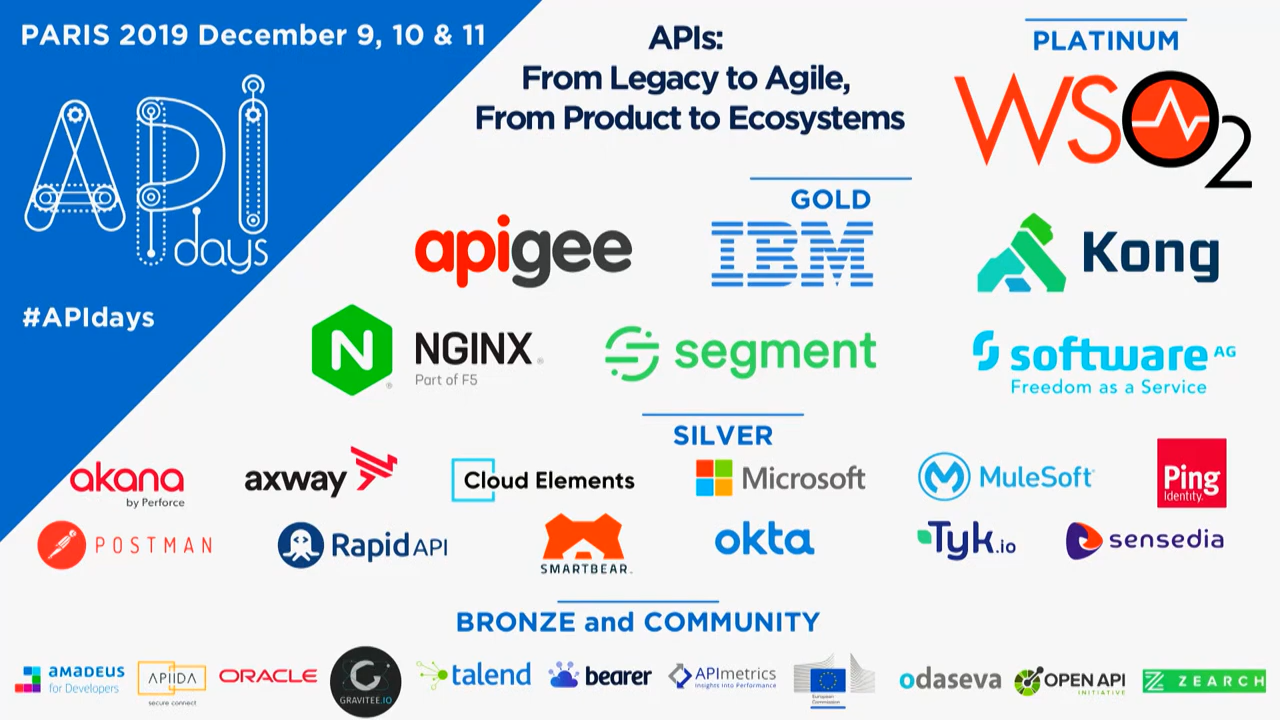 PARIS 2019 December 9, 10 & 11
API
days
#APIdays
APIs:
From Legacy to Agile,
From Product to Ecosystems
PLATINUM
WSO2
GOLD
apigee
IBM
Kong
N
NGINX
Part of F5
segment
software AG
Freedom as a Service
SILVER
akana
by Perforce
axway
Cloud Elements
Microsoft
MuleSoft
Ping
Identity.
POSTMAN
Rapid API
SMARTBEAR
okta
Tyk.io
sensedia
BRONZE and COMMUNITY
amadeus
for Developers
APIIDA
secure connect
ORACLE
G
GRAVITEE.IO
talend
bearer
APImetrics
Insights into Performance
European
Commission
odaseva
OPEN API
INITIATIVE
ZEARCH